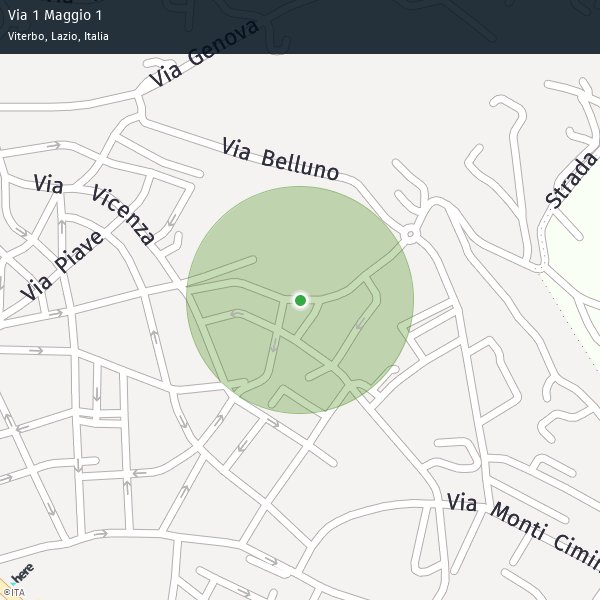 Via 1 Maggio 1
Viterbo, Lazio, Italia
Via Genova
Via Belluno
Strada
Via Vicenza
Via Piave
Via Monti Cimin
here
©ITA